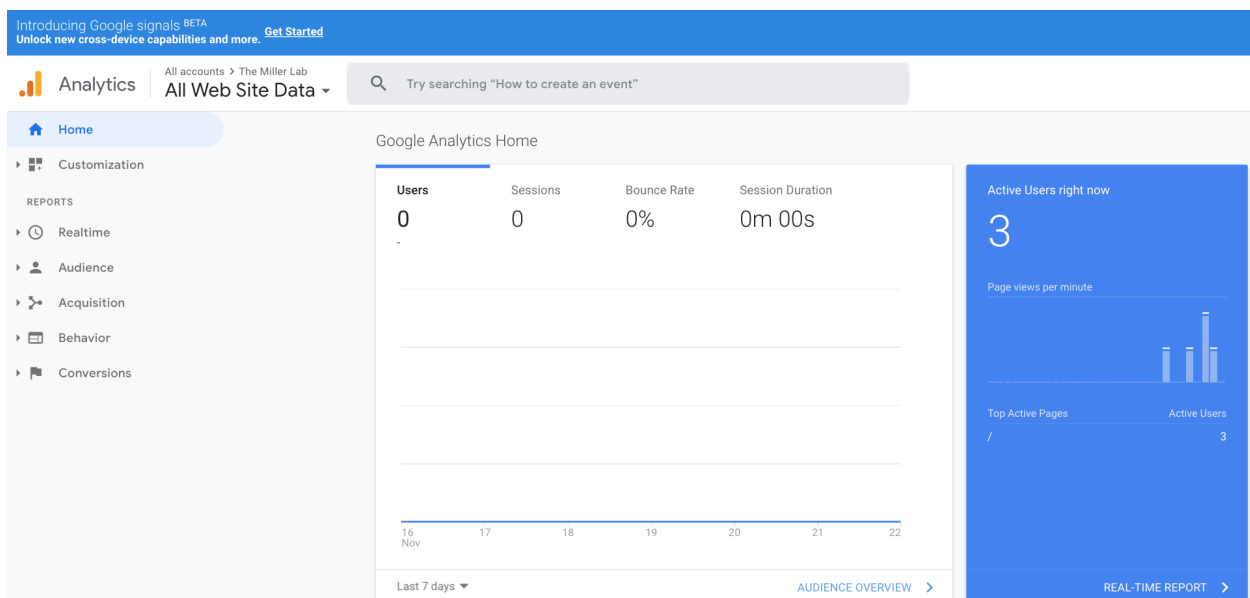 Introducing Google signals BETA
Unlock new cross-device capabilities and more. Get Started
Analytics
All accounts > The Miller Lab
All Web Site Data
Try searching “How to create an event”
Home
Customization
REPORTS
Realtime
Audience
Acquisition
Behavior
Conversions
Google Analytics Home
Users Sessions Bounce Rate Session Duration
0 0 0% 0m 00s
-
16 17 18 19 20 21 22
Nov
Last 7 days
AUDIENCE OVERVIEW
Active Users right now
3
Page views per minute
Top Active Pages Active Users
/ 3
REAL-TIME REPORT